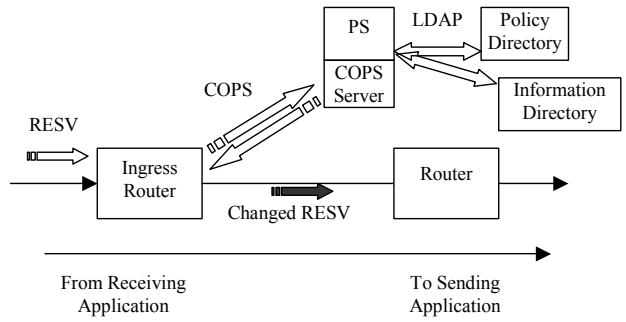 PS
COPS
Server
LDAP
Policy
Directory
Information
Directory
COPS
RESV
Ingress
Router
Changed RESV
Router
From Receiving
Application
To Sending
Application